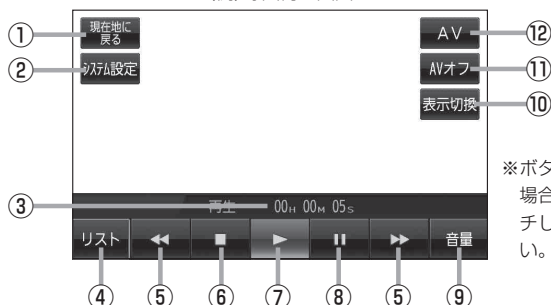 ① 現在地に
戻る
② システム設定
AV ⑫
AVオフ ⑪
表示切換 ⑩
③ 再生 00H 00M 05S
リスト ◀◀ ■ ▶ ❚❚ ▶▶ 音量
④ ⑤ ⑥ ⑦ ⑧ ⑤ ⑨
※ボタ
場合
チし
い。